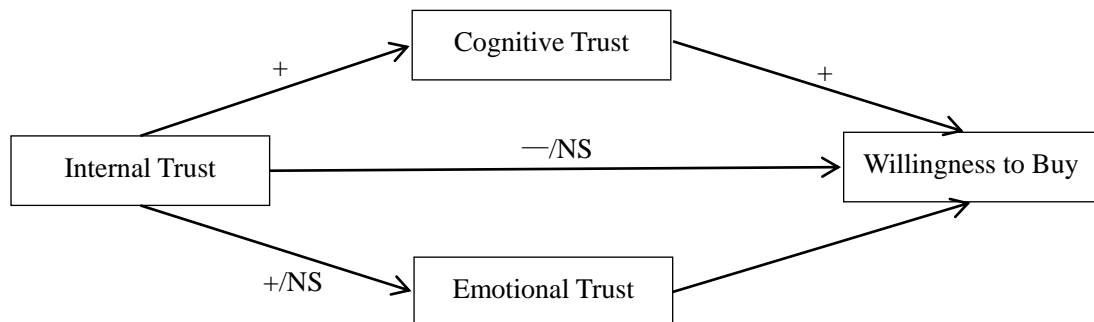 Cognitive Trust
+
+
—/NS
Internal Trust
Willingness to Buy
+/NS
Emotional Trust